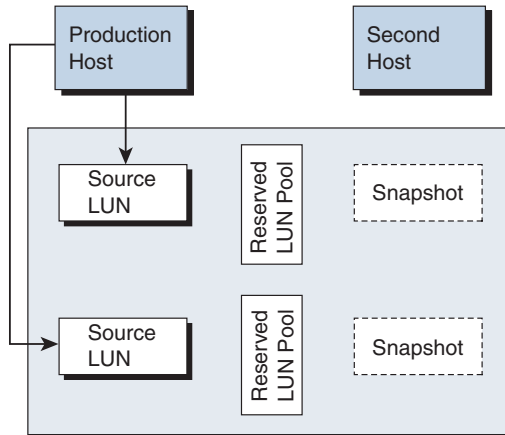 Production
Host
Second
Host
Source
LUN
Reserved
LUN Pool
Snapshot
Source
LUN
Reserved
LUN Pool
Snapshot